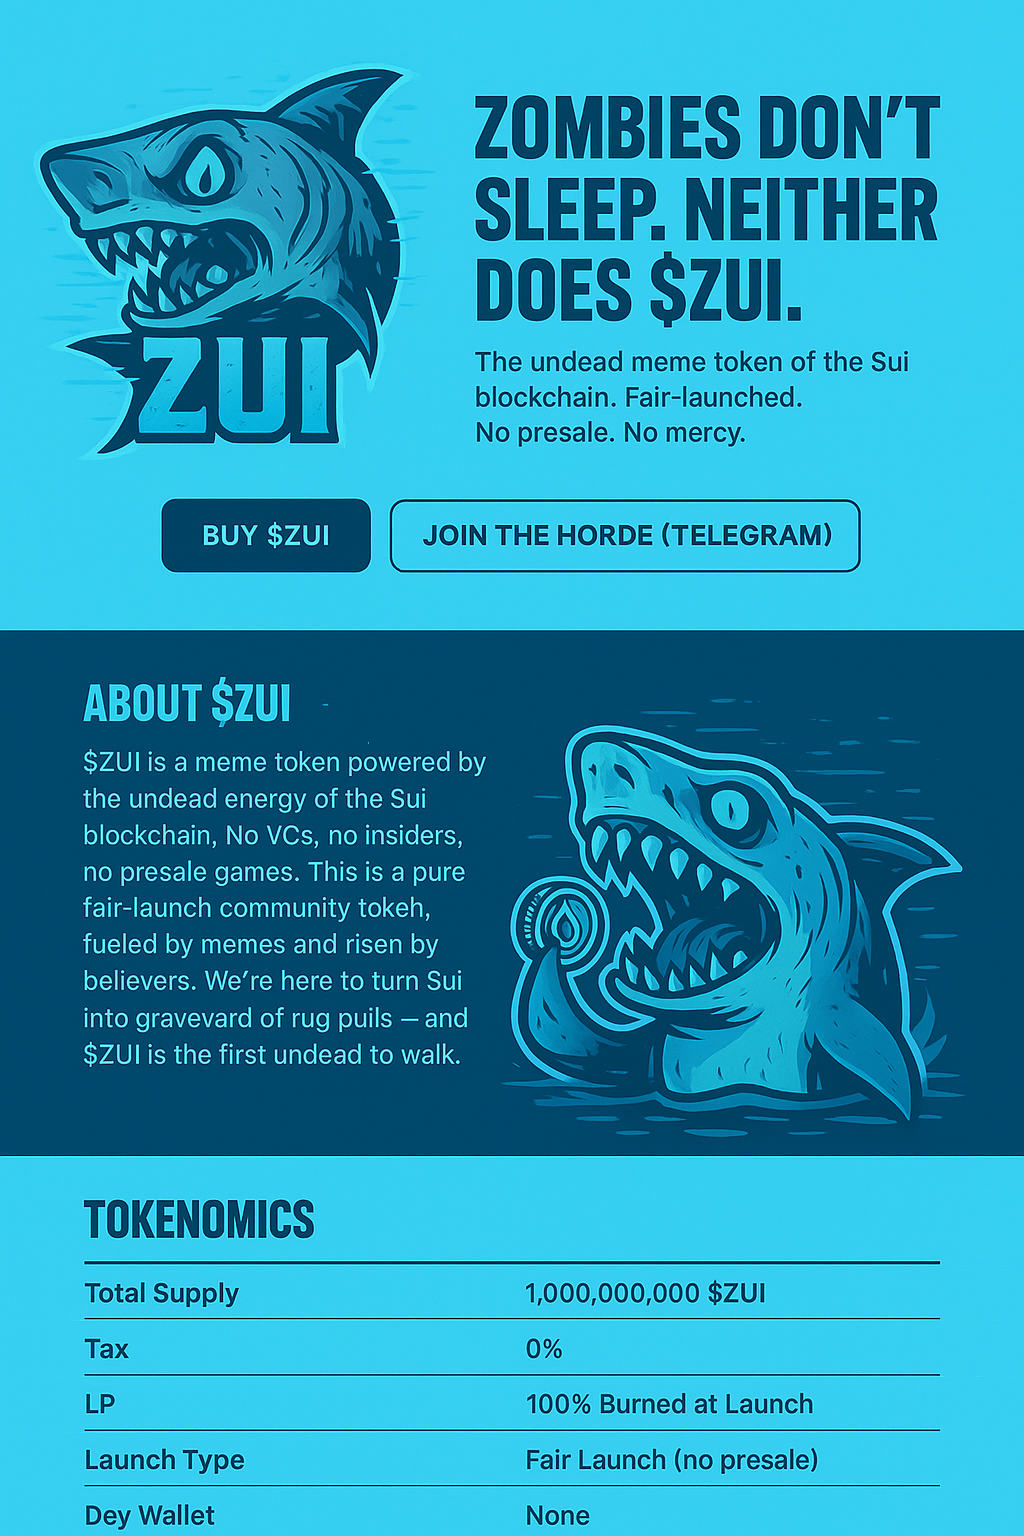 ZUI
ZOMBIES DON'T
SLEEP. NEITHER
DOES $ZUI.
The undead meme token of the Sui
blockchain. Fair-launched.
No presale. No mercy.
BUY $ZUI
JOIN THE HORDE (TELEGRAM)
ABOUT $ZUI
$ZUI is a meme token powered by
the undead energy of the Sui
blockchain, No VCs, no insiders,
no presale games. This is a pure
fair-launch community tokeh,
fueled by memes and risen by
believers. We're here to turn Sui
into gravevard of rug puils — and
$ZUI is the first undead to walk.
TOKENOMICS
Total Supply 1,000,000,000 $ZUI
Tax 0%
LP 100% Burned at Launch
Launch Type Fair Launch (no presale)
Dey Wallet None